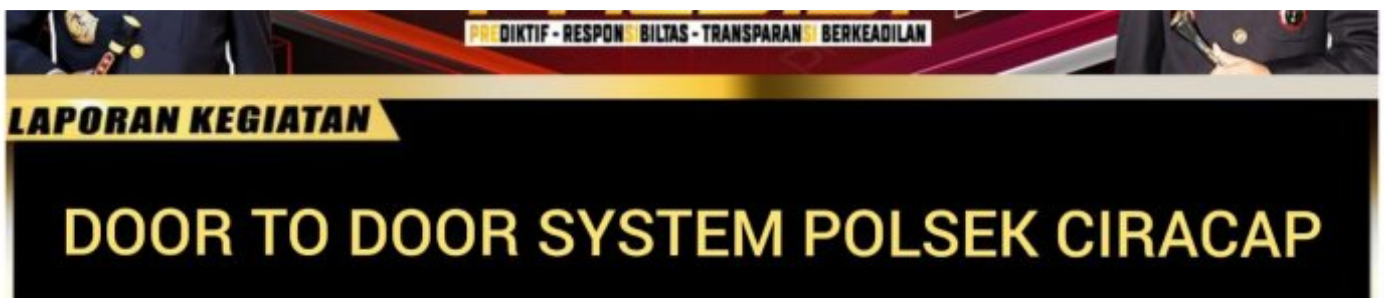 PREDIKTIF - RESPONSIBILTAS - TRANSPARANSI BERKEADILAN
LAPORAN KEGIATAN
DOOR TO DOOR SYSTEM POLSEK CIRACAP